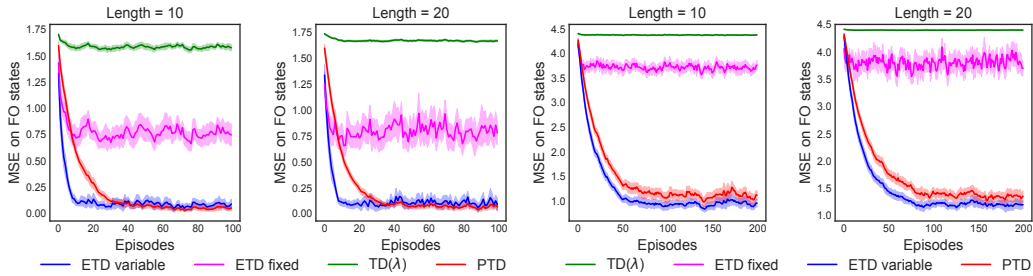 Length = 10
1.75
1.50
1.25
1.00
0.75
0.50
0.25
0.00
MSE on FO states
0 20 40 60 80 100
Episodes
Length = 20
1.75
1.50
1.25
1.00
0.75
0.50
0.25
0.00
MSE on FO states
0 20 40 60 80 100
Episodes
Length = 10
4.5
4.0
3.5
3.0
2.5
2.0
1.5
1.0
MSE on FO states
0 50 100 150 200
Episodes
Length = 20
4.5
4.0
3.5
3.0
2.5
2.0
1.5
1.0
MSE on FO states
0 50 100 150 200
Episodes
ETD variable ETD fixed TD(λ) PTD
ETD variable ETD fixed TD(λ) PTD